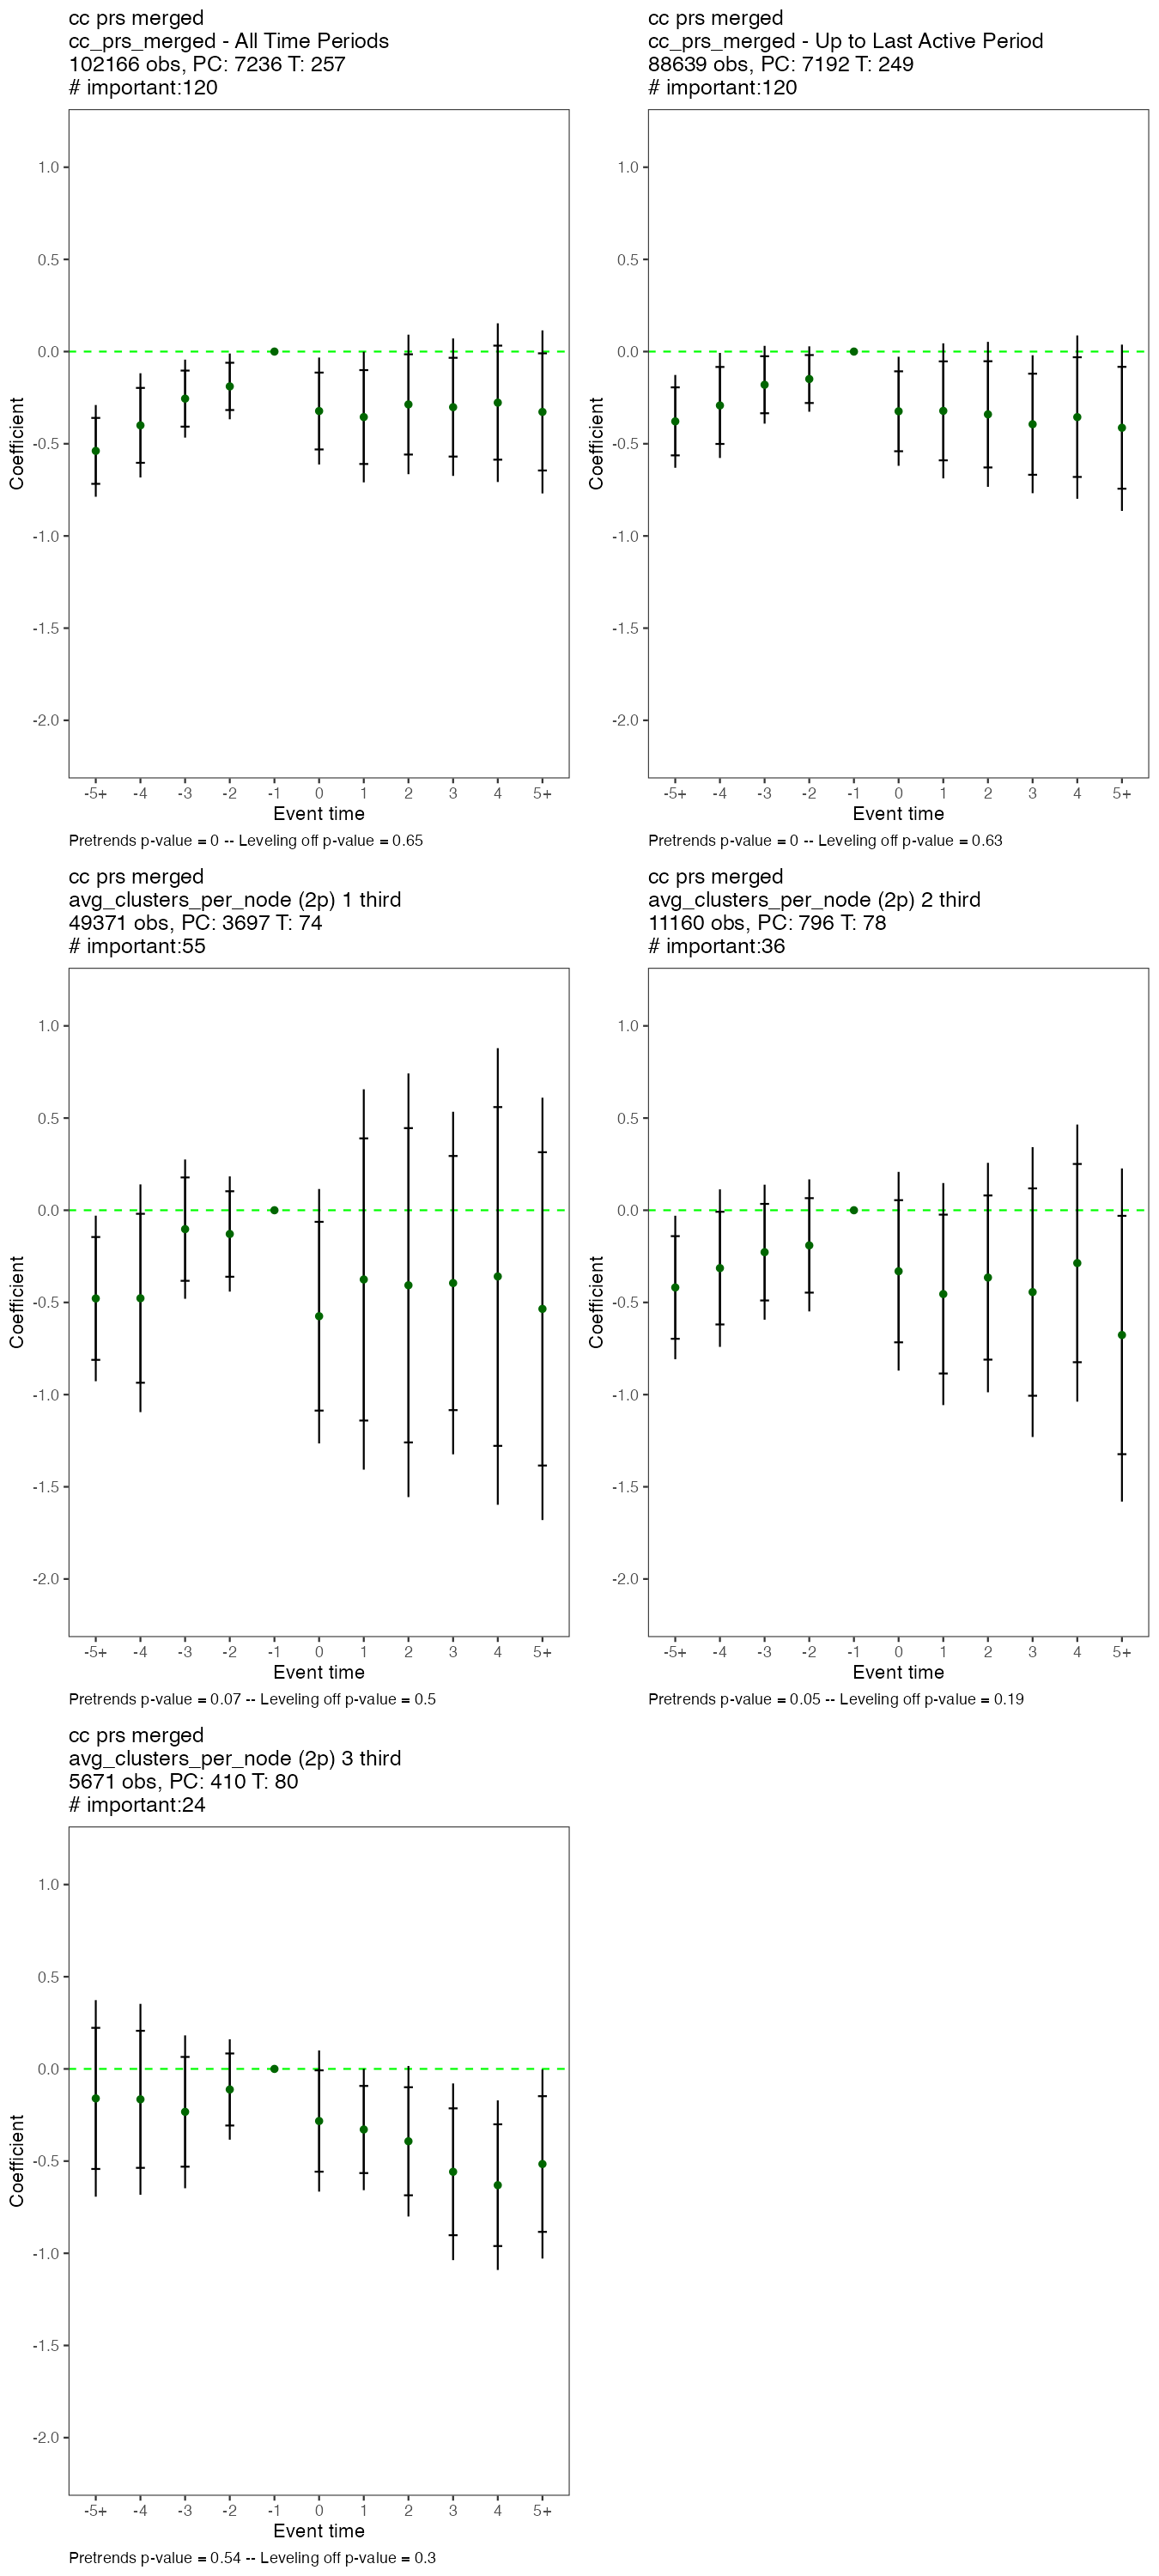 cc prs merged
cc_prs_merged - All Time Periods
102166 obs, PC: 7236 T: 257
# important:120
1.0
0.5
0.0
-0.5
-1.0
-1.5
-2.0
Coefficient
-5+ -4 -3 -2 -1 0 1 2 3 4 5+
Event time
Pretrends p-value = 0 -- Leveling off p-value = 0.65
cc prs merged
cc_prs_merged - Up to Last Active Period
88639 obs, PC: 7192 T: 249
# important:120
1.0
0.5
0.0
-0.5
-1.0
-1.5
-2.0
Coefficient
-5+ -4 -3 -2 -1 0 1 2 3 4 5+
Event time
Pretrends p-value = 0 -- Leveling off p-value = 0.63
cc prs merged
avg_clusters_per_node (2p) 1 third
49371 obs, PC: 3697 T: 74
# important:55
1.0
0.5
0.0
-0.5
-1.0
-1.5
-2.0
Coefficient
-5+ -4 -3 -2 -1 0 1 2 3 4 5+
Event time
Pretrends p-value = 0.07 -- Leveling off p-value = 0.5
cc prs merged
avg_clusters_per_node (2p) 2 third
11160 obs, PC: 796 T: 78
# important:36
1.0
0.5
0.0
-0.5
-1.0
-1.5
-2.0
Coefficient
-5+ -4 -3 -2 -1 0 1 2 3 4 5+
Event time
Pretrends p-value = 0.05 -- Leveling off p-value = 0.19
cc prs merged
avg_clusters_per_node (2p) 3 third
5671 obs, PC: 410 T: 80
# important:24
1.0
0.5
0.0
-0.5
-1.0
-1.5
-2.0
Coefficient
-5+ -4 -3 -2 -1 0 1 2 3 4 5+
Event time
Pretrends p-value = 0.54 -- Leveling off p-value = 0.3